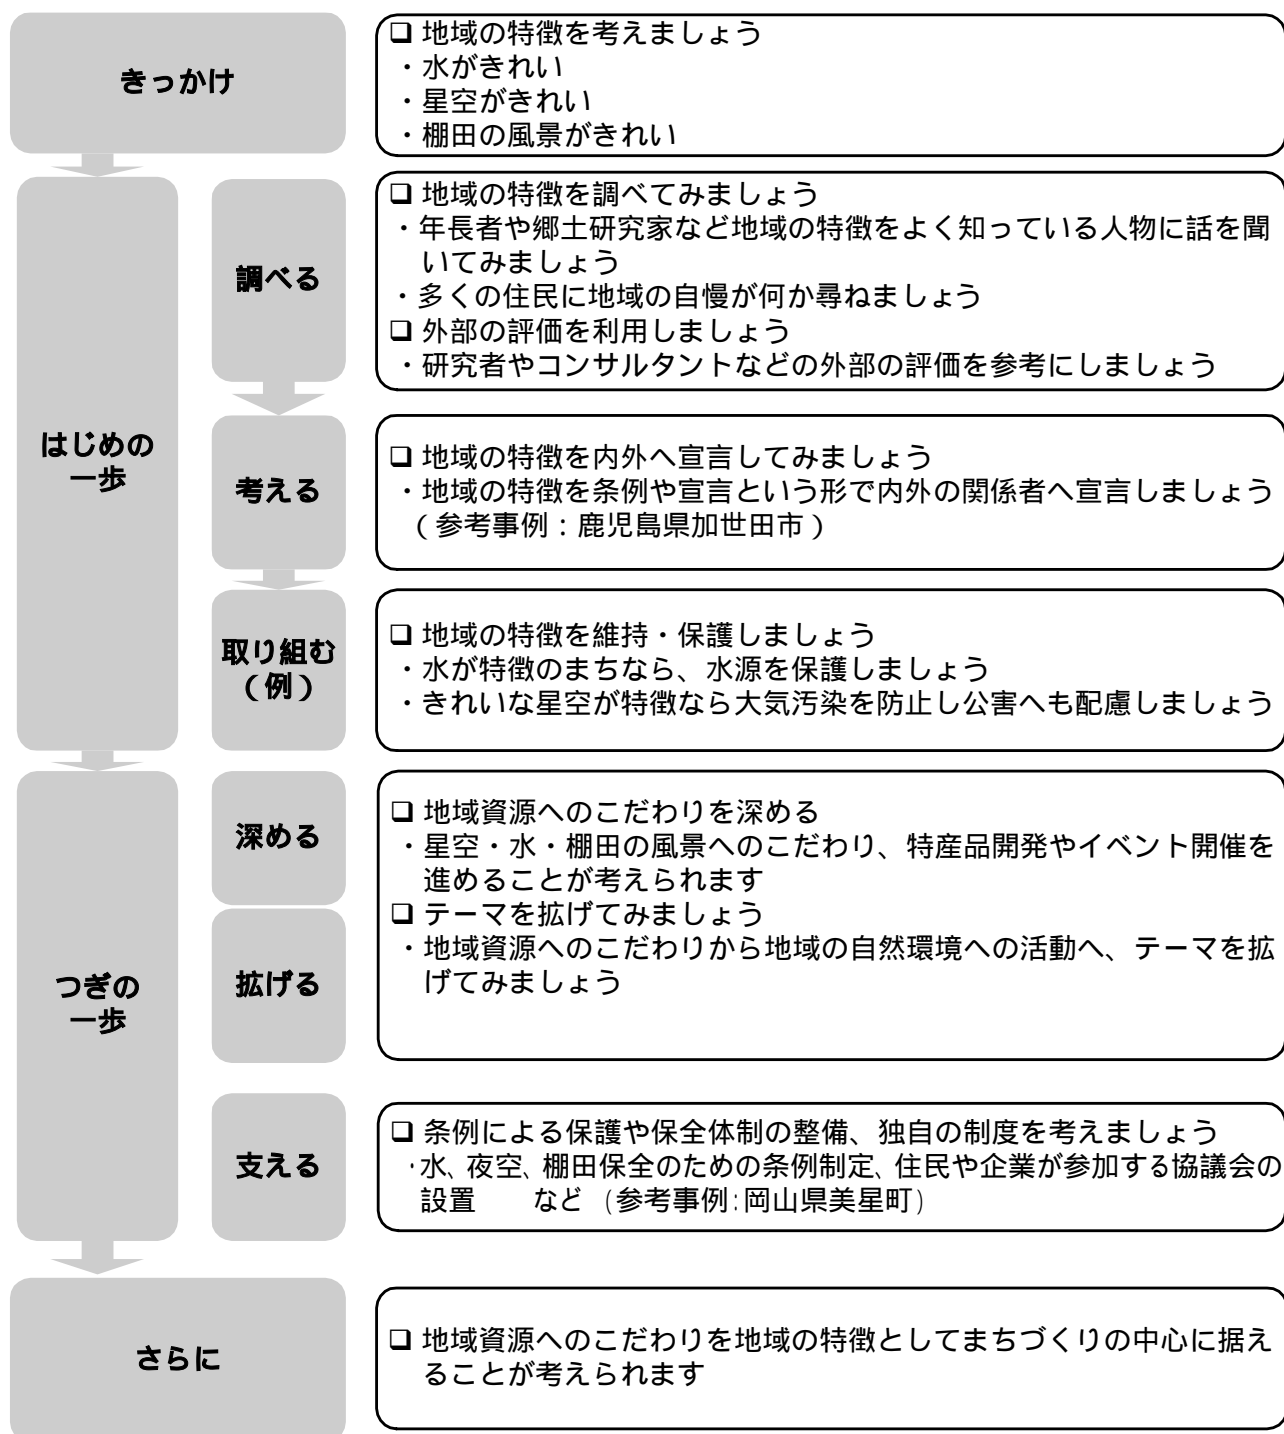 きっかけ
❑ 地域の特徴を考えましょう
・水がきれい
・星空がきれい
・棚田の風景がきれい
はじめの
一歩
調べる
❑ 地域の特徴を調べてみましょう
・年長者や郷土研究家など地域の特徴をよく知っている人物に話を聞
いてみましょう
・多くの住民に地域の自慢が何か尋ねましょう
❑ 外部の評価を利用しましょう
・研究者やコンサルタントなどの外部の評価を参考にしましょう
考える
❑ 地域の特徴を内外へ宣言してみましょう
・地域の特徴を条例や宣言という形で内外の関係者へ宣言しましょう
（参考事例：鹿児島県加世田市）
取り組む
（例）
❑ 地域の特徴を維持・保護しましょう
・水が特徴のまちなら、水源を保護しましょう
・きれいな星空が特徴なら大気汚染を防止し公害へも配慮しましょう
つぎの
一歩
深める
拡げる
❑ 地域資源へのこだわりを深める
・星空・水・棚田の風景へのこだわり、特産品開発やイベント開催を
進めることが考えられます
❑ テーマを拡げてみましょう
・地域資源へのこだわりから地域の自然環境への活動へ、テーマを拡
げてみましょう
支える
❑ 条例による保護や保全体制の整備、独自の制度を考えましょう
・水、夜空、棚田保全のための条例制定、住民や企業が参加する協議会の
設置　　など （参考事例：岡山県美星町）
さらに
❑ 地域資源へのこだわりを地域の特徴としてまちづくりの中心に据え
ることが考えられます